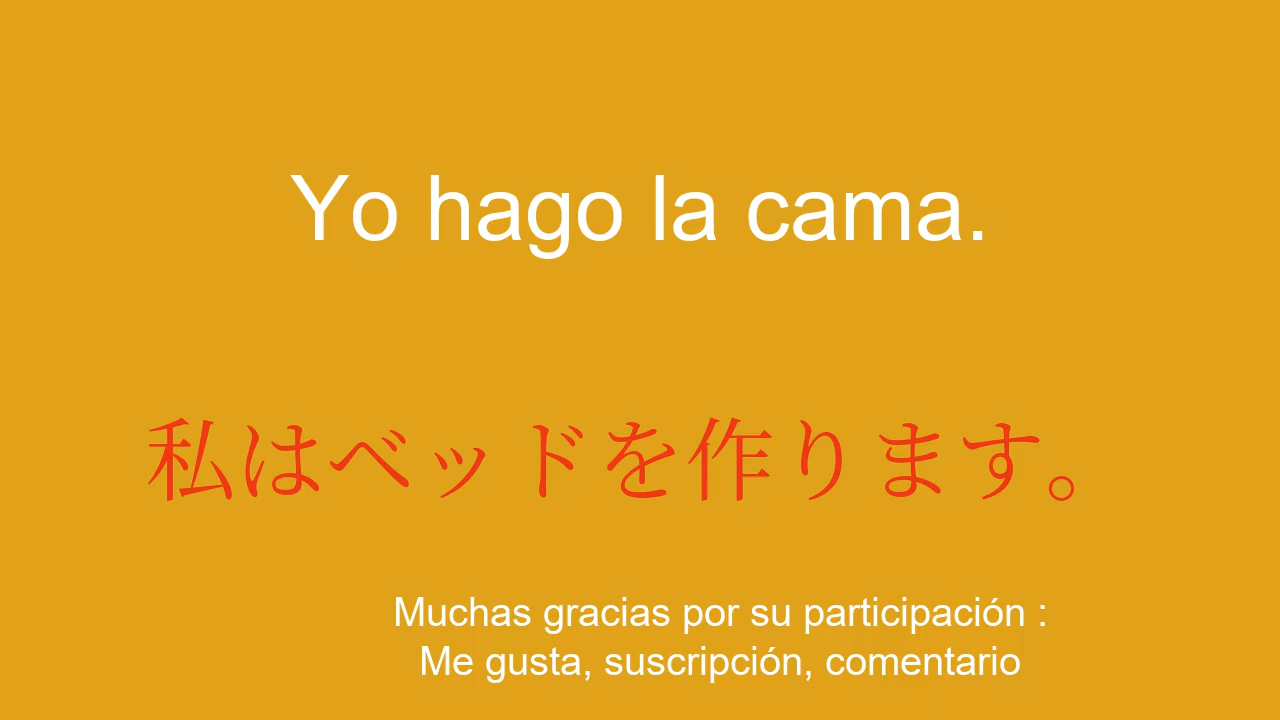 Yo hago la cama.
私はベッドを作ります。
Muchas gracias por su participación :
Me gusta, suscripción, comentario